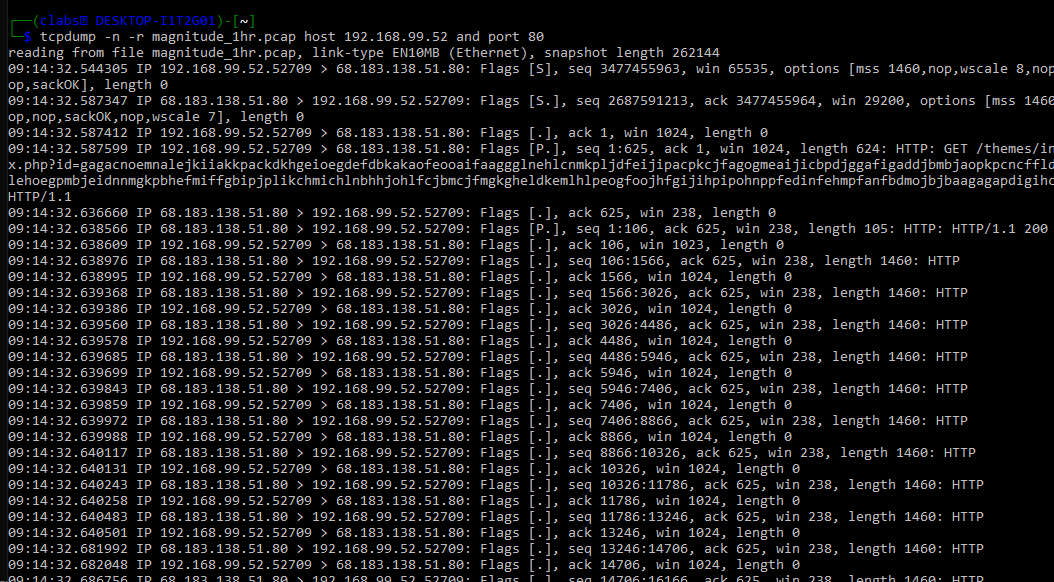 ┌──(clabs㉿DESKTOP-I1T2G01)-[~]
└─$ tcpdump -n -r magnitude_1hr.pcap host 192.168.99.52 and port 80
reading from file magnitude_1hr.pcap, link-type EN10MB (Ethernet), snapshot length 262144
09:14:32.544305 IP 192.168.99.52.52709 > 68.183.138.51.80: Flags [S], seq 3477455963, win 65535, options [mss 1460,nop,wscale 8,nop
op,sackOK], length 0
09:14:32.587347 IP 68.183.138.51.80 > 192.168.99.52.52709: Flags [S.], seq 2687591213, ack 3477455964, win 29200, options [mss 1460
op,nop,sackOK,nop,wscale 7], length 0
09:14:32.587412 IP 192.168.99.52.52709 > 68.183.138.51.80: Flags [.], ack 1, win 1024, length 0
09:14:32.587599 IP 192.168.99.52.52709 > 68.183.138.51.80: Flags [P.], seq 1:625, ack 1, win 1024, length 624: HTTP: GET /themes/in
x.php?id=gagacnoemnalejkiiakkpackdkhgeioegdefdbkakaofeooaifaaggglnehlcnmkpljdfeijipacpkcjfagogmeaijicbpdjggafigaddjbmbjaopkpcncffld
lehoegpmbjeidnnmgkpbhefmiffgbipjplikchmichlnbhhjohlfcjbmcjfmgkgheldkemlhlpeogfoojhfgijihpipohnppfedinfehmpfanfbdmojbjbaagagapdigihc
HTTP/1.1
09:14:32.636660 IP 68.183.138.51.80 > 192.168.99.52.52709: Flags [.], ack 625, win 238, length 0
09:14:32.638566 IP 68.183.138.51.80 > 192.168.99.52.52709: Flags [P.], seq 1:106, ack 625, win 238, length 105: HTTP: HTTP/1.1 200
09:14:32.638609 IP 192.168.99.52.52709 > 68.183.138.51.80: Flags [.], ack 106, win 1023, length 0
09:14:32.638976 IP 68.183.138.51.80 > 192.168.99.52.52709: Flags [.], seq 106:1566, ack 625, win 238, length 1460: HTTP
09:14:32.638995 IP 192.168.99.52.52709 > 68.183.138.51.80: Flags [.], ack 1566, win 1024, length 0
09:14:32.639368 IP 68.183.138.51.80 > 192.168.99.52.52709: Flags [.], seq 1566:3026, ack 625, win 238, length 1460: HTTP
09:14:32.639386 IP 192.168.99.52.52709 > 68.183.138.51.80: Flags [.], ack 3026, win 1024, length 0
09:14:32.639560 IP 68.183.138.51.80 > 192.168.99.52.52709: Flags [.], seq 3026:4486, ack 625, win 238, length 1460: HTTP
09:14:32.639578 IP 192.168.99.52.52709 > 68.183.138.51.80: Flags [.], ack 4486, win 1024, length 0
09:14:32.639685 IP 68.183.138.51.80 > 192.168.99.52.52709: Flags [.], seq 4486:5946, ack 625, win 238, length 1460: HTTP
09:14:32.639699 IP 192.168.99.52.52709 > 68.183.138.51.80: Flags [.], ack 5946, win 1024, length 0
09:14:32.639843 IP 68.183.138.51.80 > 192.168.99.52.52709: Flags [.], seq 5946:7406, ack 625, win 238, length 1460: HTTP
09:14:32.639859 IP 192.168.99.52.52709 > 68.183.138.51.80: Flags [.], ack 7406, win 1024, length 0
09:14:32.639972 IP 68.183.138.51.80 > 192.168.99.52.52709: Flags [.], seq 7406:8866, ack 625, win 238, length 1460: HTTP
09:14:32.639988 IP 192.168.99.52.52709 > 68.183.138.51.80: Flags [.], ack 8866, win 1024, length 0
09:14:32.640117 IP 68.183.138.51.80 > 192.168.99.52.52709: Flags [.], seq 8866:10326, ack 625, win 238, length 1460: HTTP
09:14:32.640131 IP 192.168.99.52.52709 > 68.183.138.51.80: Flags [.], ack 10326, win 1024, length 0
09:14:32.640243 IP 68.183.138.51.80 > 192.168.99.52.52709: Flags [.], seq 10326:11786, ack 625, win 238, length 1460: HTTP
09:14:32.640258 IP 192.168.99.52.52709 > 68.183.138.51.80: Flags [.], ack 11786, win 1024, length 0
09:14:32.640483 IP 68.183.138.51.80 > 192.168.99.52.52709: Flags [.], seq 11786:13246, ack 625, win 238, length 1460: HTTP
09:14:32.640501 IP 192.168.99.52.52709 > 68.183.138.51.80: Flags [.], ack 13246, win 1024, length 0
09:14:32.681992 IP 68.183.138.51.80 > 192.168.99.52.52709: Flags [.], seq 13246:14706, ack 625, win 238, length 1460: HTTP
09:14:32.682048 IP 192.168.99.52.52709 > 68.183.138.51.80: Flags [.], ack 14706, win 1024, length 0
09:14:32.686756 IP 68.183.138.51.80 > 192.168.99.52.52709: Flags [.], seq 14706:16166, ack 625, win 238, length 1460: HTTP